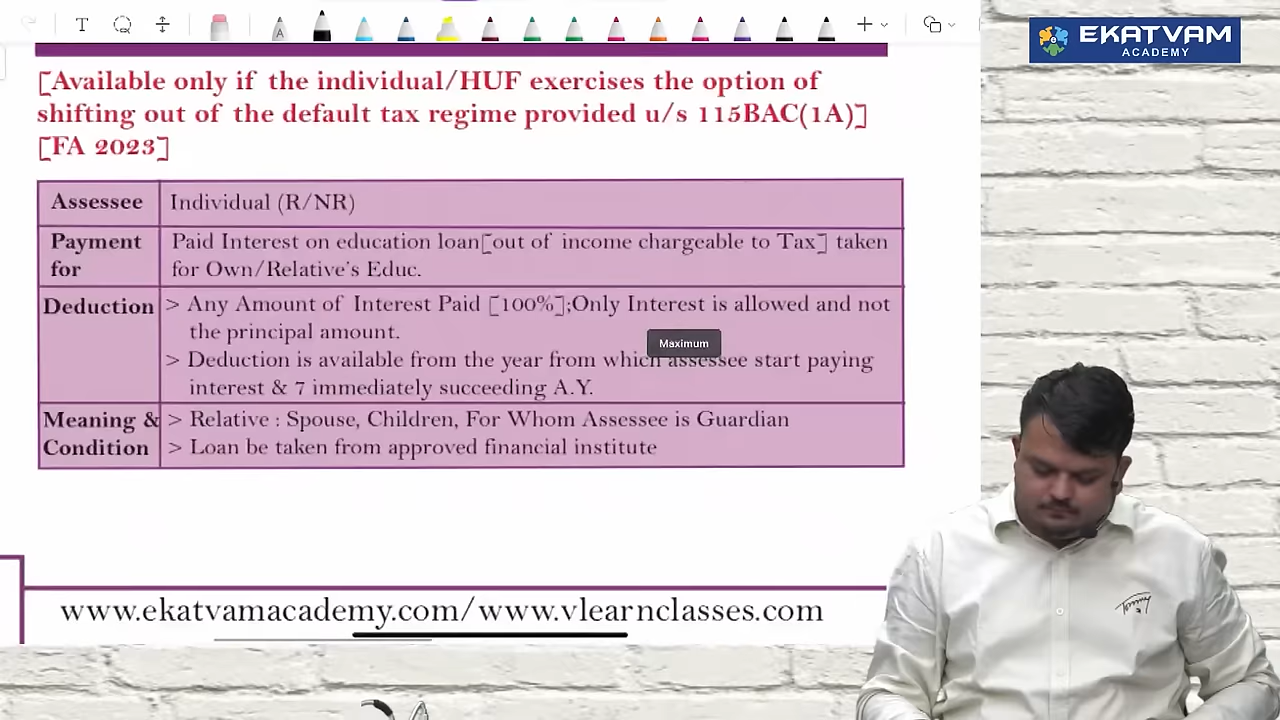 T
A
EKATVAM
ACADEMY
[Available only if the individual/HUF exercises the option of
shifting out of the default tax regime provided u/s 115BAC(1A)]
[FA 2023]
Assessee
Individual (R/NR)
Payment
for
Paid Interest on education loan[out of income chargeable to Tax] taken
for Own/Relative's Educ.
Deduction
> Any Amount of Interest Paid [100%];Only Interest is allowed and not
the principal amount.
Maximum
> Deduction is available from the year from which assessee start paying
interest & 7 immediately succeeding A.Y.
Meaning &
Condition
> Relative : Spouse, Children, For Whom Assessee is Guardian
> Loan be taken from approved financial institute
www.ekatvamacademy.com/www.vlearnclasses.com